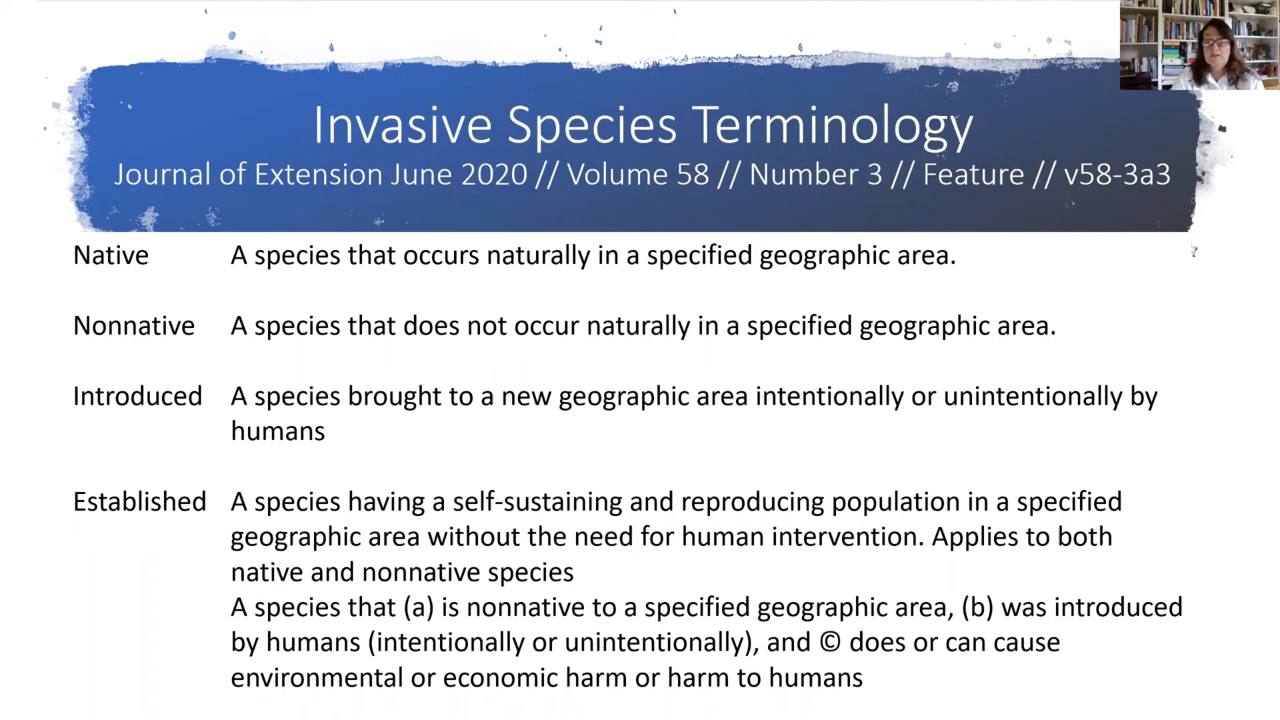 Invasive Species Terminology
Journal of Extension June 2020 // Volume 58 // Number 3 // Feature // v58-3a3
Native A species that occurs naturally in a specified geographic area.
Nonnative A species that does not occur naturally in a specified geographic area.
Introduced A species brought to a new geographic area intentionally or unintentionally by
humans
Established A species having a self-sustaining and reproducing population in a specified
geographic area without the need for human intervention. Applies to both
native and nonnative species
A species that (a) is nonnative to a specified geographic area, (b) was introduced
by humans (intentionally or unintentionally), and © does or can cause
environmental or economic harm or harm to humans